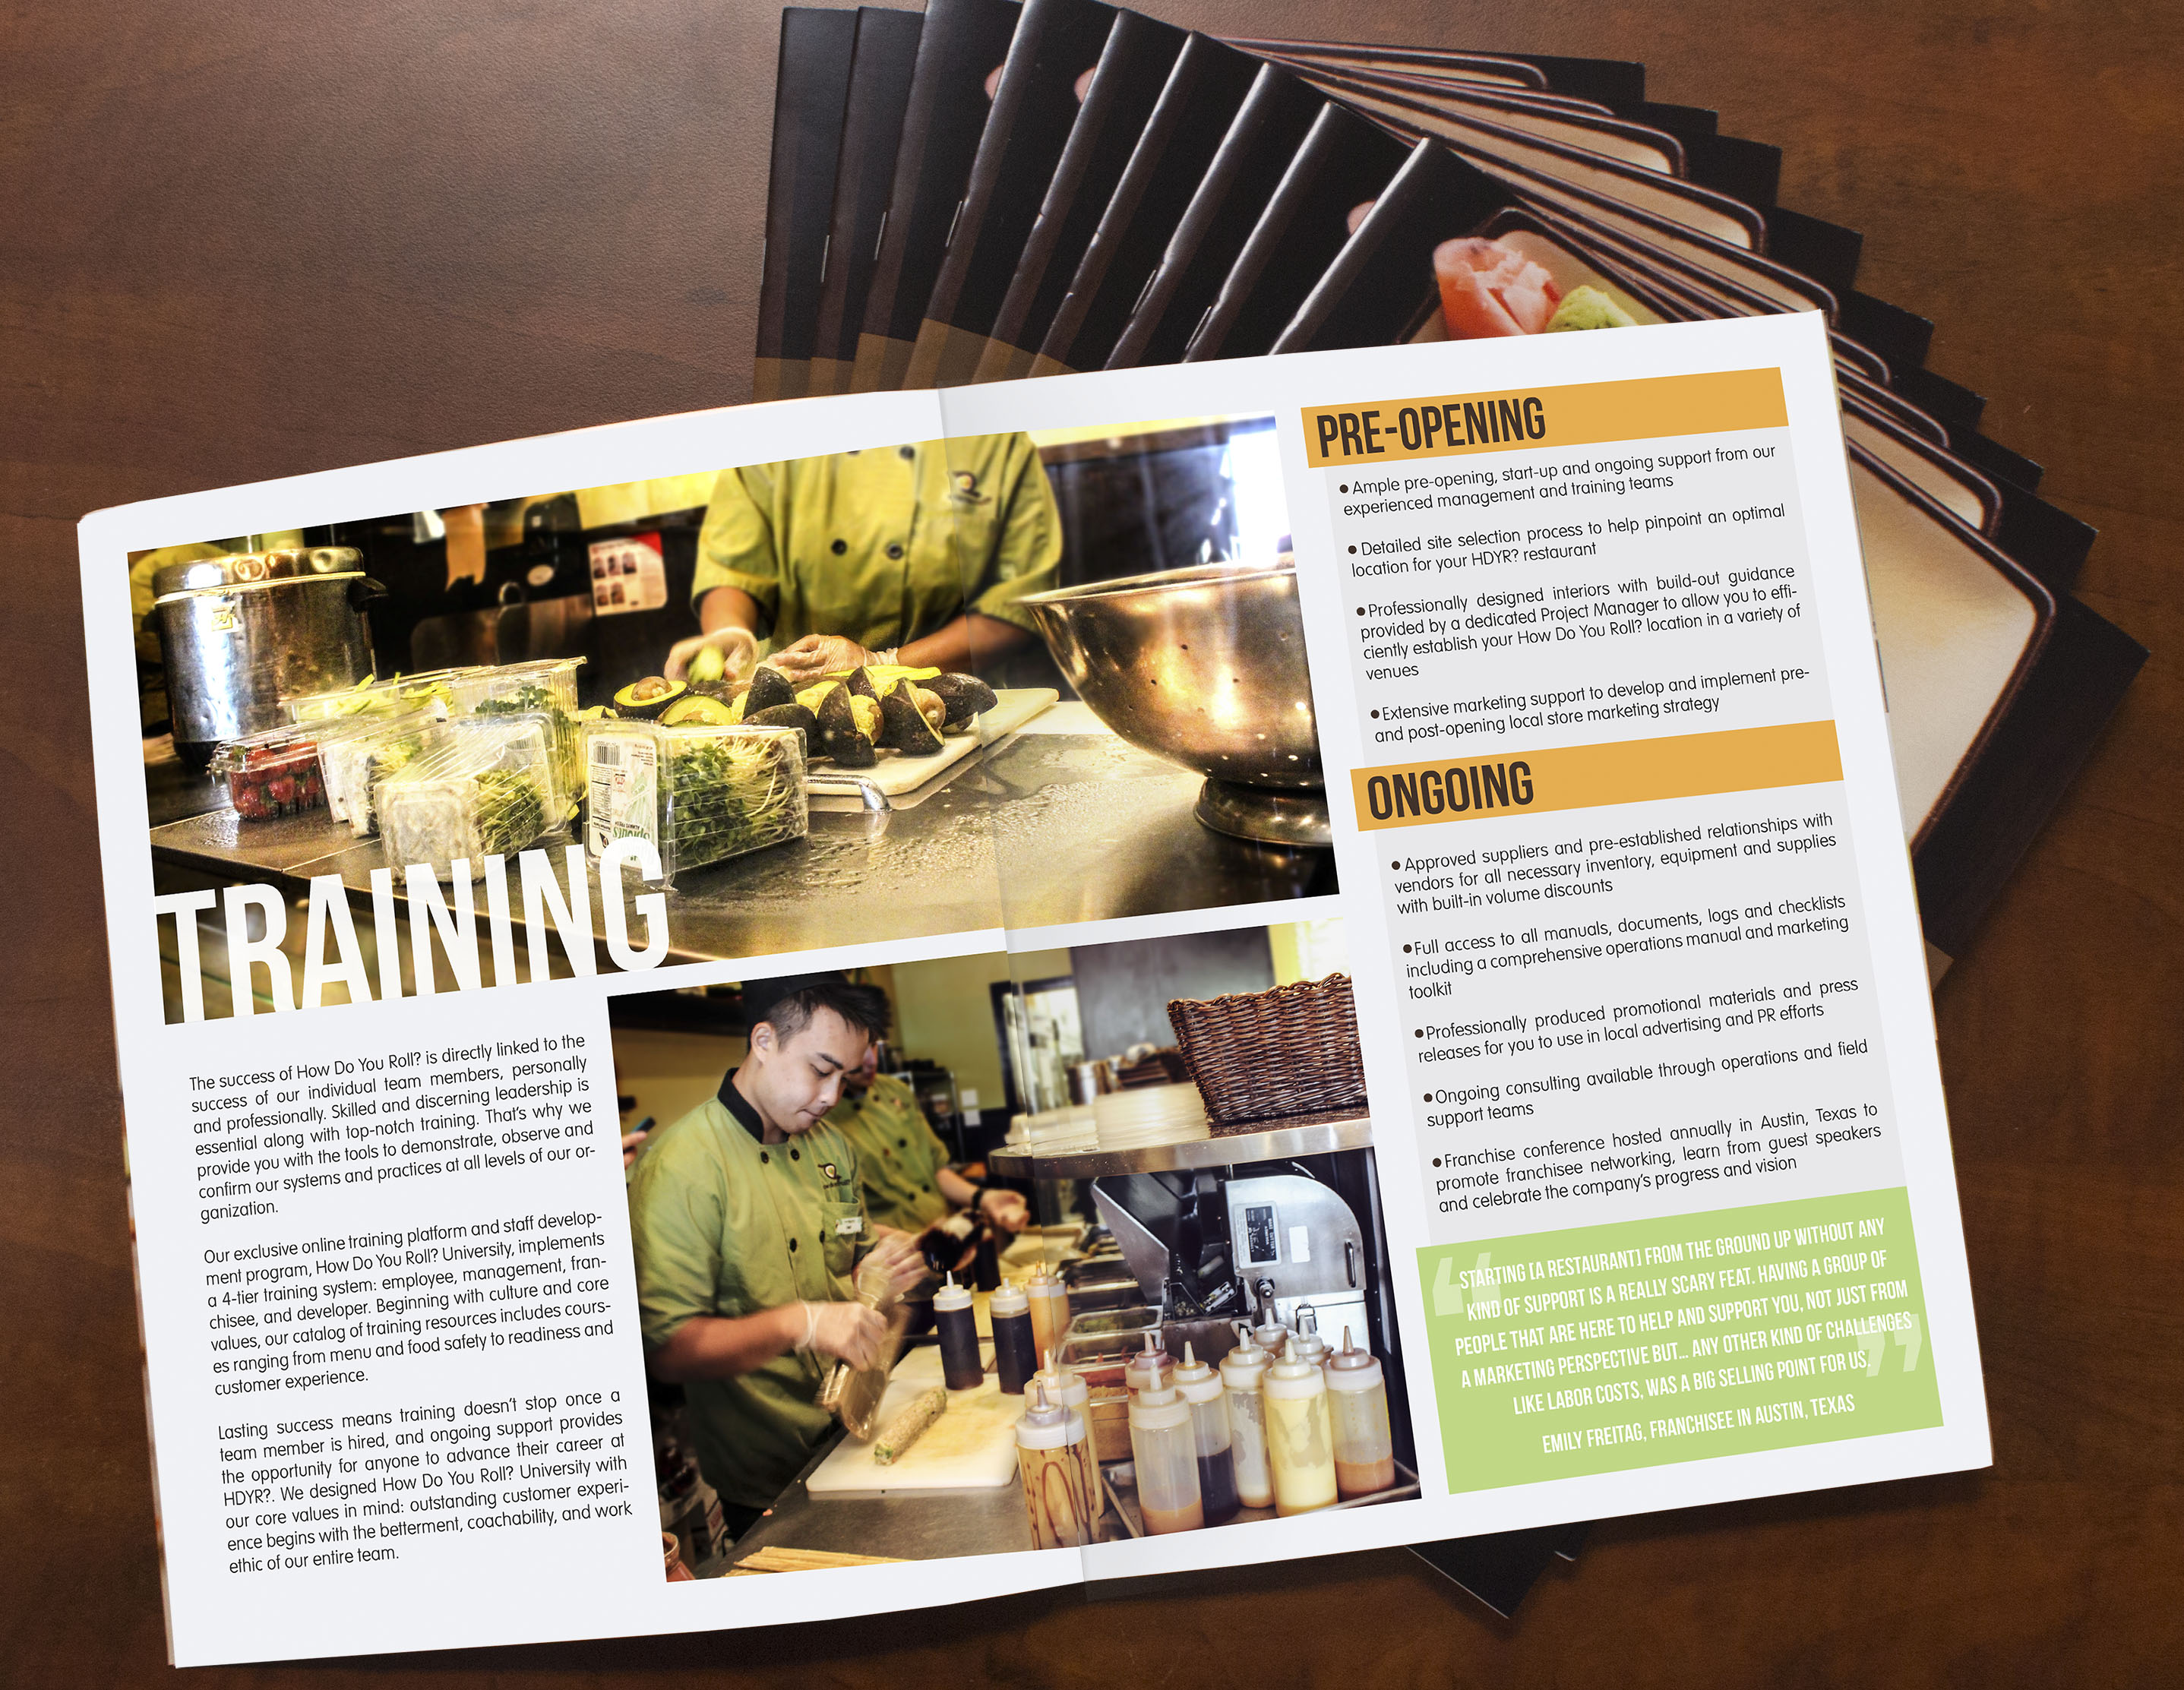 TRAINING
The success of How Do You Roll? is directly linked to the
success of our individual team members, personally
and professionally. Skilled and discerning leadership is
essential along with top-notch training. That's why we
provide you with the tools to demonstrate, observe and
confirm our systems and practices at all levels of our or-
ganization.
Our exclusive online training platform and staff develop-
ment program, How Do You Roll? University, implements
a 4-tier training system: employee, management, fran-
chisee, and developer. Beginning with culture and core
values, our catalog of training resources includes cours-
es ranging from menu and food safety to readiness and
customer experience.
Lasting success means training doesn't stop once a
team member is hired, and ongoing support provides
the opportunity for anyone to advance their career at
HDYR?. We designed How Do You Roll? University with
our core values in mind: outstanding customer experi-
ence begins with the betterment, coachability, and work
ethic of our entire team.
PRE-OPENING
• Ample pre-opening, start-up and ongoing support from our
experienced management and training teams
• Detailed site selection process to help pinpoint an optimal
location for your HDYR? restaurant
• Professionally designed interiors with build-out guidance
provided by a dedicated Project Manager to allow you to effi-
ciently establish your How Do You Roll? location in a variety of
venues
• Extensive marketing support to develop and implement pre-
and post-opening local store marketing strategy
ONGOING
• Approved suppliers and pre-established relationships with
vendors for all necessary inventory, equipment and supplies
with built-in volume discounts
• Full access to all manuals, documents, logs and checklists
including a comprehensive operations manual and marketing
toolkit
• Professionally produced promotional materials and press
releases for you to use in local advertising and PR efforts
• Ongoing consulting available through operations and field
support teams
• Franchise conference hosted annually in Austin, Texas to
promote franchisee networking, learn from guest speakers
and celebrate the company's progress and vision
“STARTING [A RESTAURANT] FROM THE GROUND UP WITHOUT ANY
KIND OF SUPPORT IS A REALLY SCARY FEAT. HAVING A GROUP OF
PEOPLE THAT ARE HERE TO HELP AND SUPPORT YOU, NOT JUST FROM
A MARKETING PERSPECTIVE BUT... ANY OTHER KIND OF CHALLENGES
LIKE LABOR COSTS, WAS A BIG SELLING POINT FOR US.”
EMILY FREITAG, FRANCHISEE IN AUSTIN, TEXAS